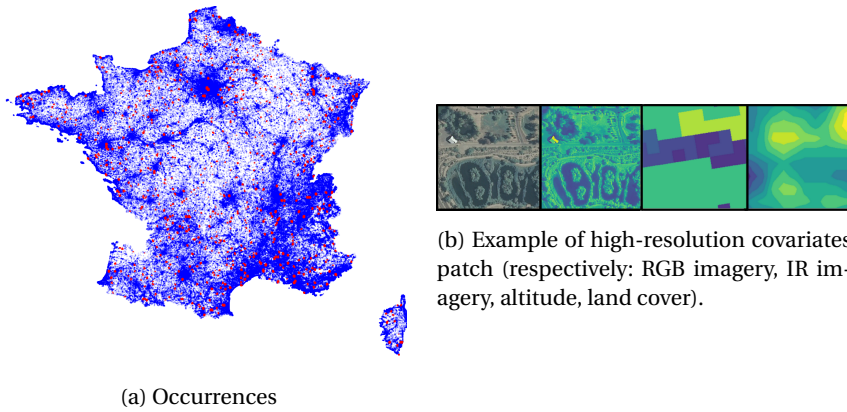 (b) Example of high-resolution covariates
patch (respectively: RGB imagery, IR im-
agery, altitude, land cover).
(a) Occurrences